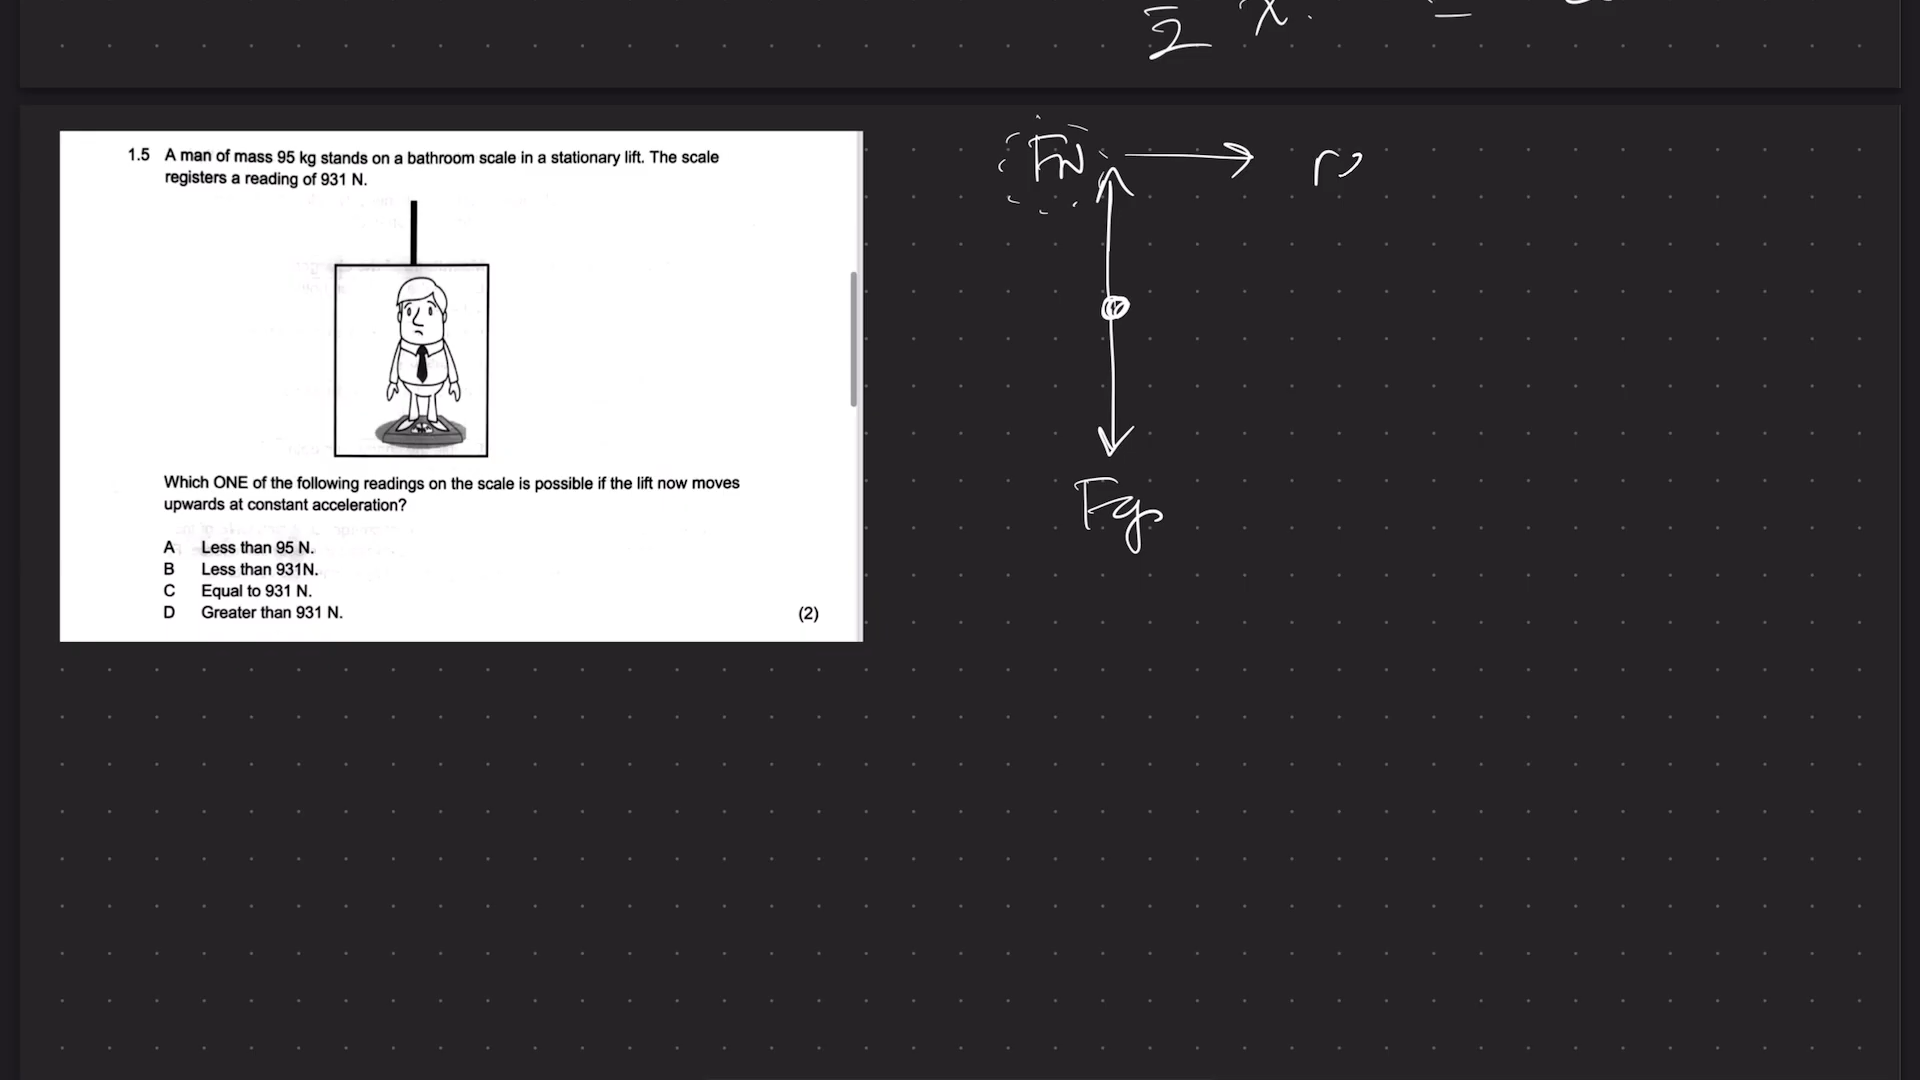 2 x.
1.5 A man of mass 95 kg stands on a bathroom scale in a stationary lift. The scale
registers a reading of 931 N.
FN
Fg
Which ONE of the following readings on the scale is possible if the lift now moves
upwards at constant acceleration?
A Less than 95 N.
B Less than 931N.
C Equal to 931 N.
D Greater than 931 N.
(2)